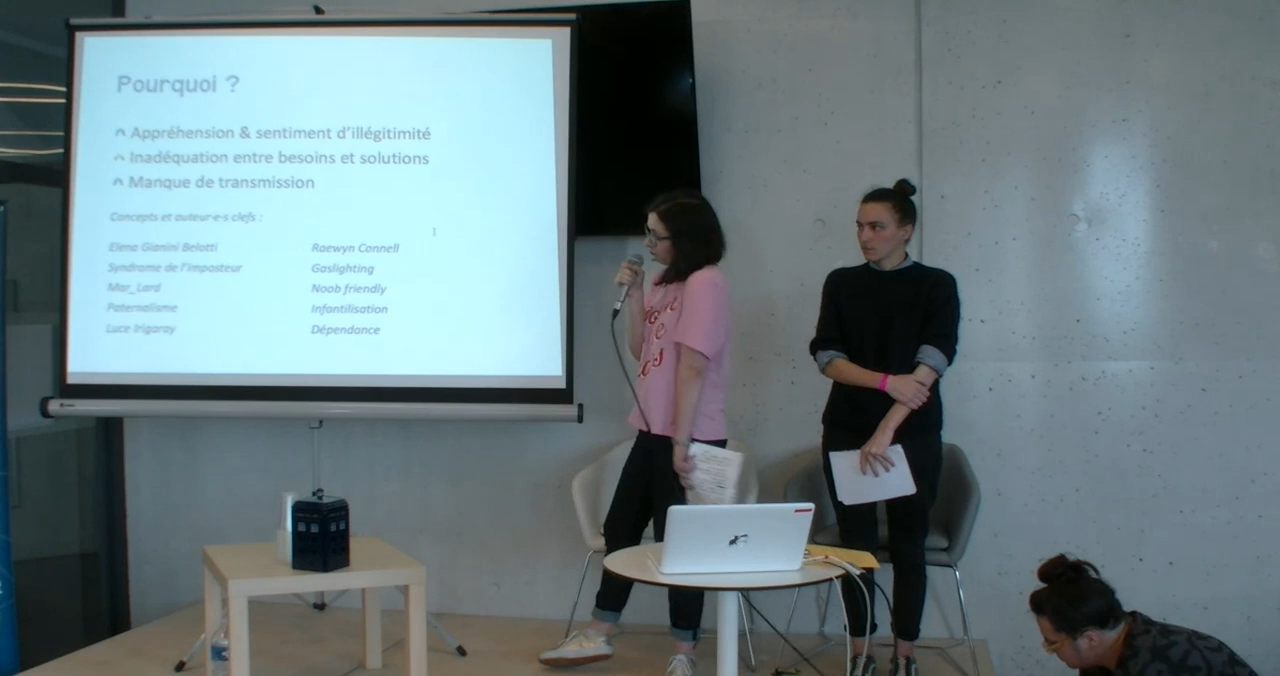 Pourquoi ?
^ Appréhension & sentiment d'illégitimité
^ Inadéquation entre besoins et solutions
^ Manque de transmission
Concepts et auteur-e-s clefs :
Elena Gianini Belotti
Syndrome de l'imposteur
Mar_Lard
Paternalisme
Luce Irigaray
Raewyn Connell
Gaslighting
Noob friendly
Infantilisation
Dépendance